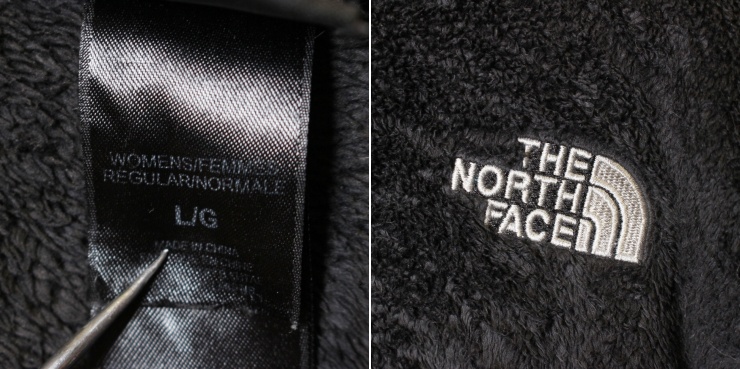 WOMENS/FEMMES
REGULAR/NORMALE
L/G
MADE IN CHINA
THE
NORTH
FACE